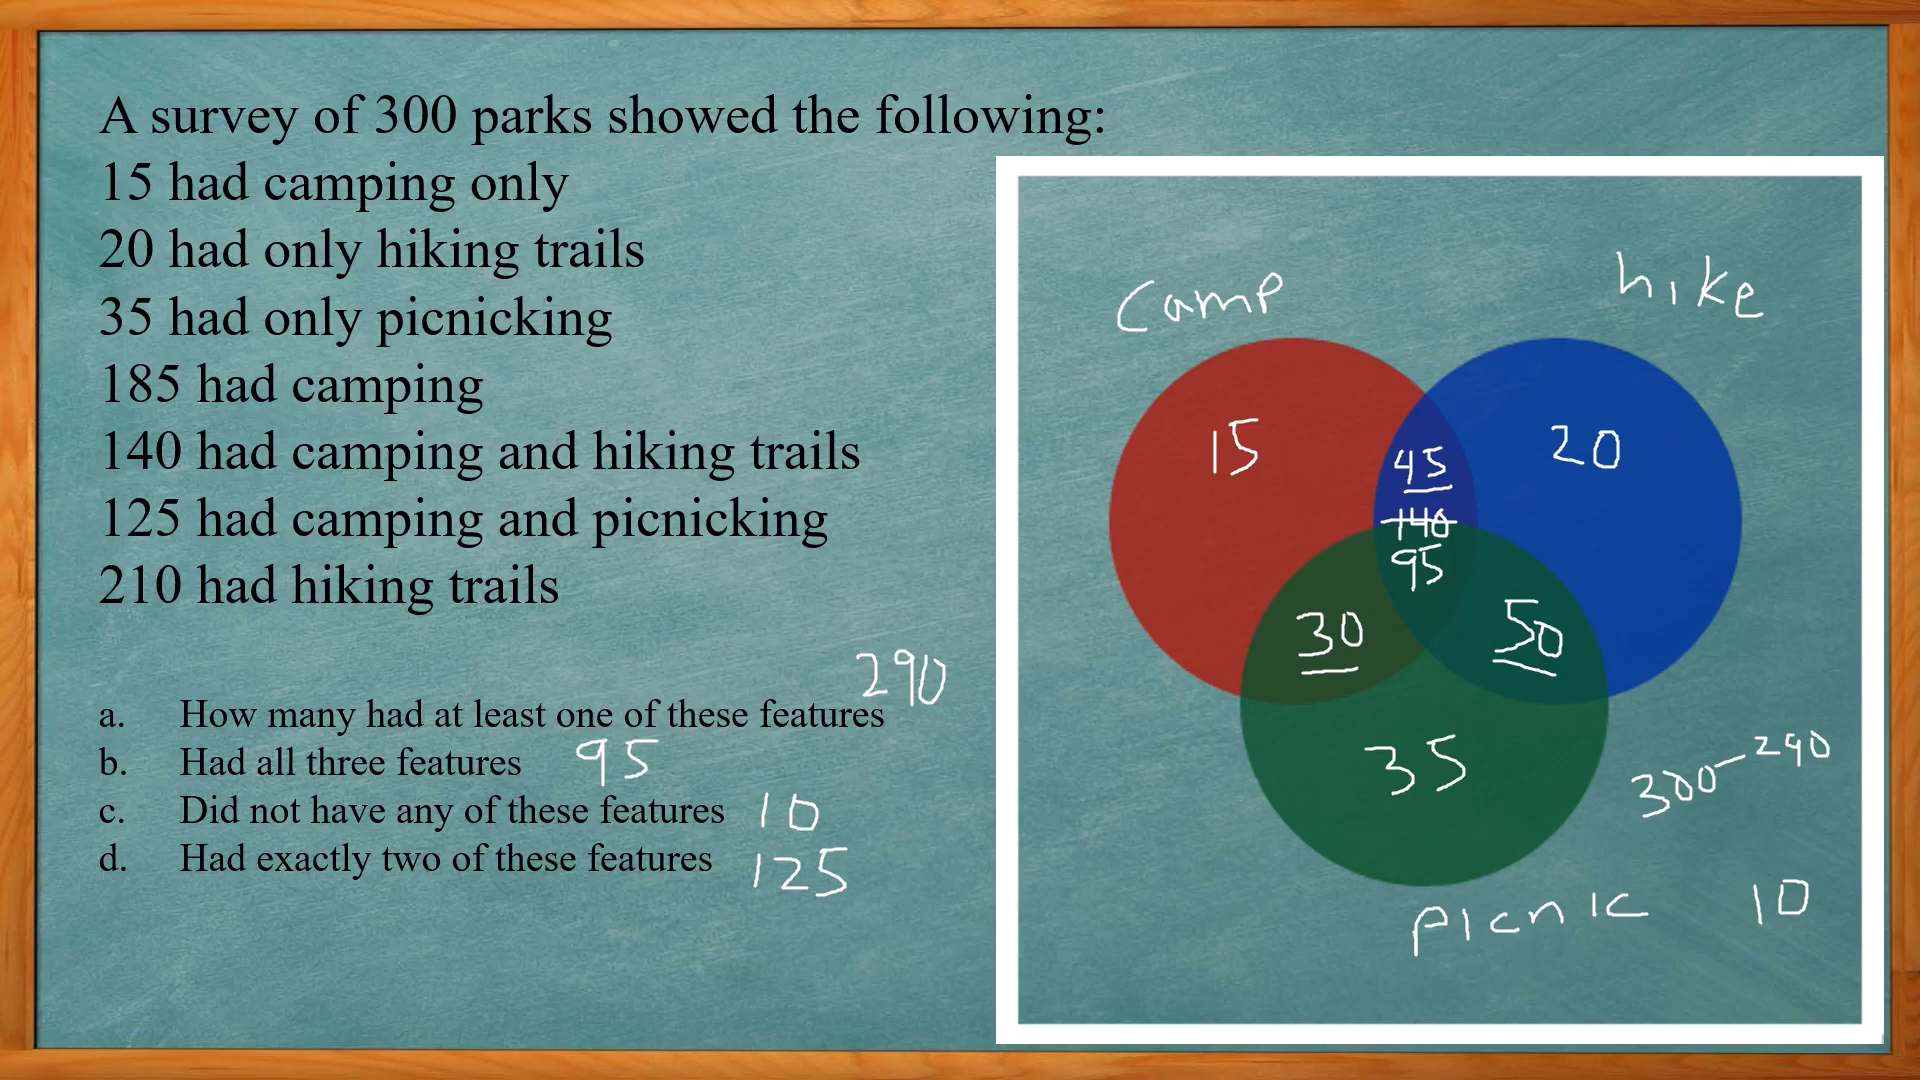 A survey of 300 parks showed the following:
15 had camping only
20 had only hiking trails
35 had only picnicking
185 had camping
140 had camping and hiking trails
125 had camping and picnicking
210 had hiking trails
a. How many had at least one of these features 290
b. Had all three features 95
c. Did not have any of these features 10
d. Had exactly two of these features 125
camp
hike
15
45
20
140
95
30
50
35
300-290
picnic
10